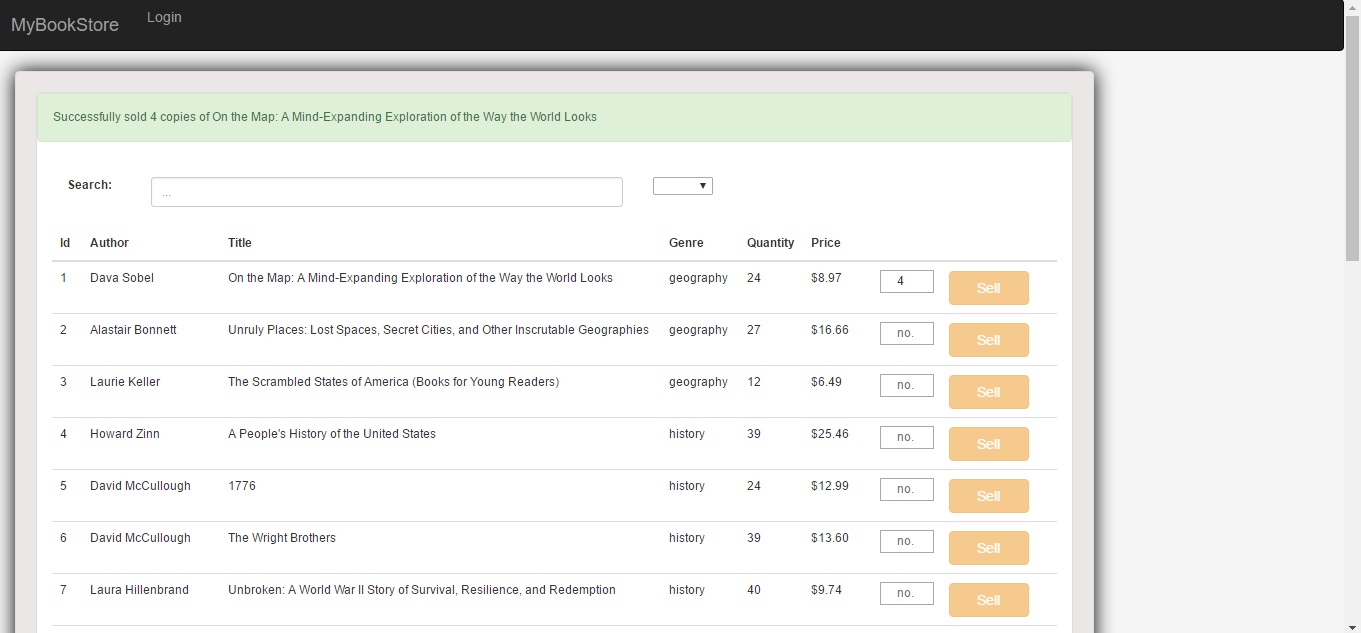 MyBookStore Login
Successfully sold 4 copies of On the Map: A Mind-Expanding Exploration of the Way the World Looks
Search: ...
Id Author Title Genre Quantity Price
1 Dava Sobel On the Map: A Mind-Expanding Exploration of the Way the World Looks geography 24 $8.97 4 Sell
2 Alastair Bonnett Unruly Places: Lost Spaces, Secret Cities, and Other Inscrutable Geographies geography 27 $16.66 no. Sell
3 Laurie Keller The Scrambled States of America (Books for Young Readers) geography 12 $6.49 no. Sell
4 Howard Zinn A People's History of the United States history 39 $25.46 no. Sell
5 David McCullough 1776 history 24 $12.99 no. Sell
6 David McCullough The Wright Brothers history 39 $13.60 no. Sell
7 Laura Hillenbrand Unbroken: A World War II Story of Survival, Resilience, and Redemption history 40 $9.74 no. Sell